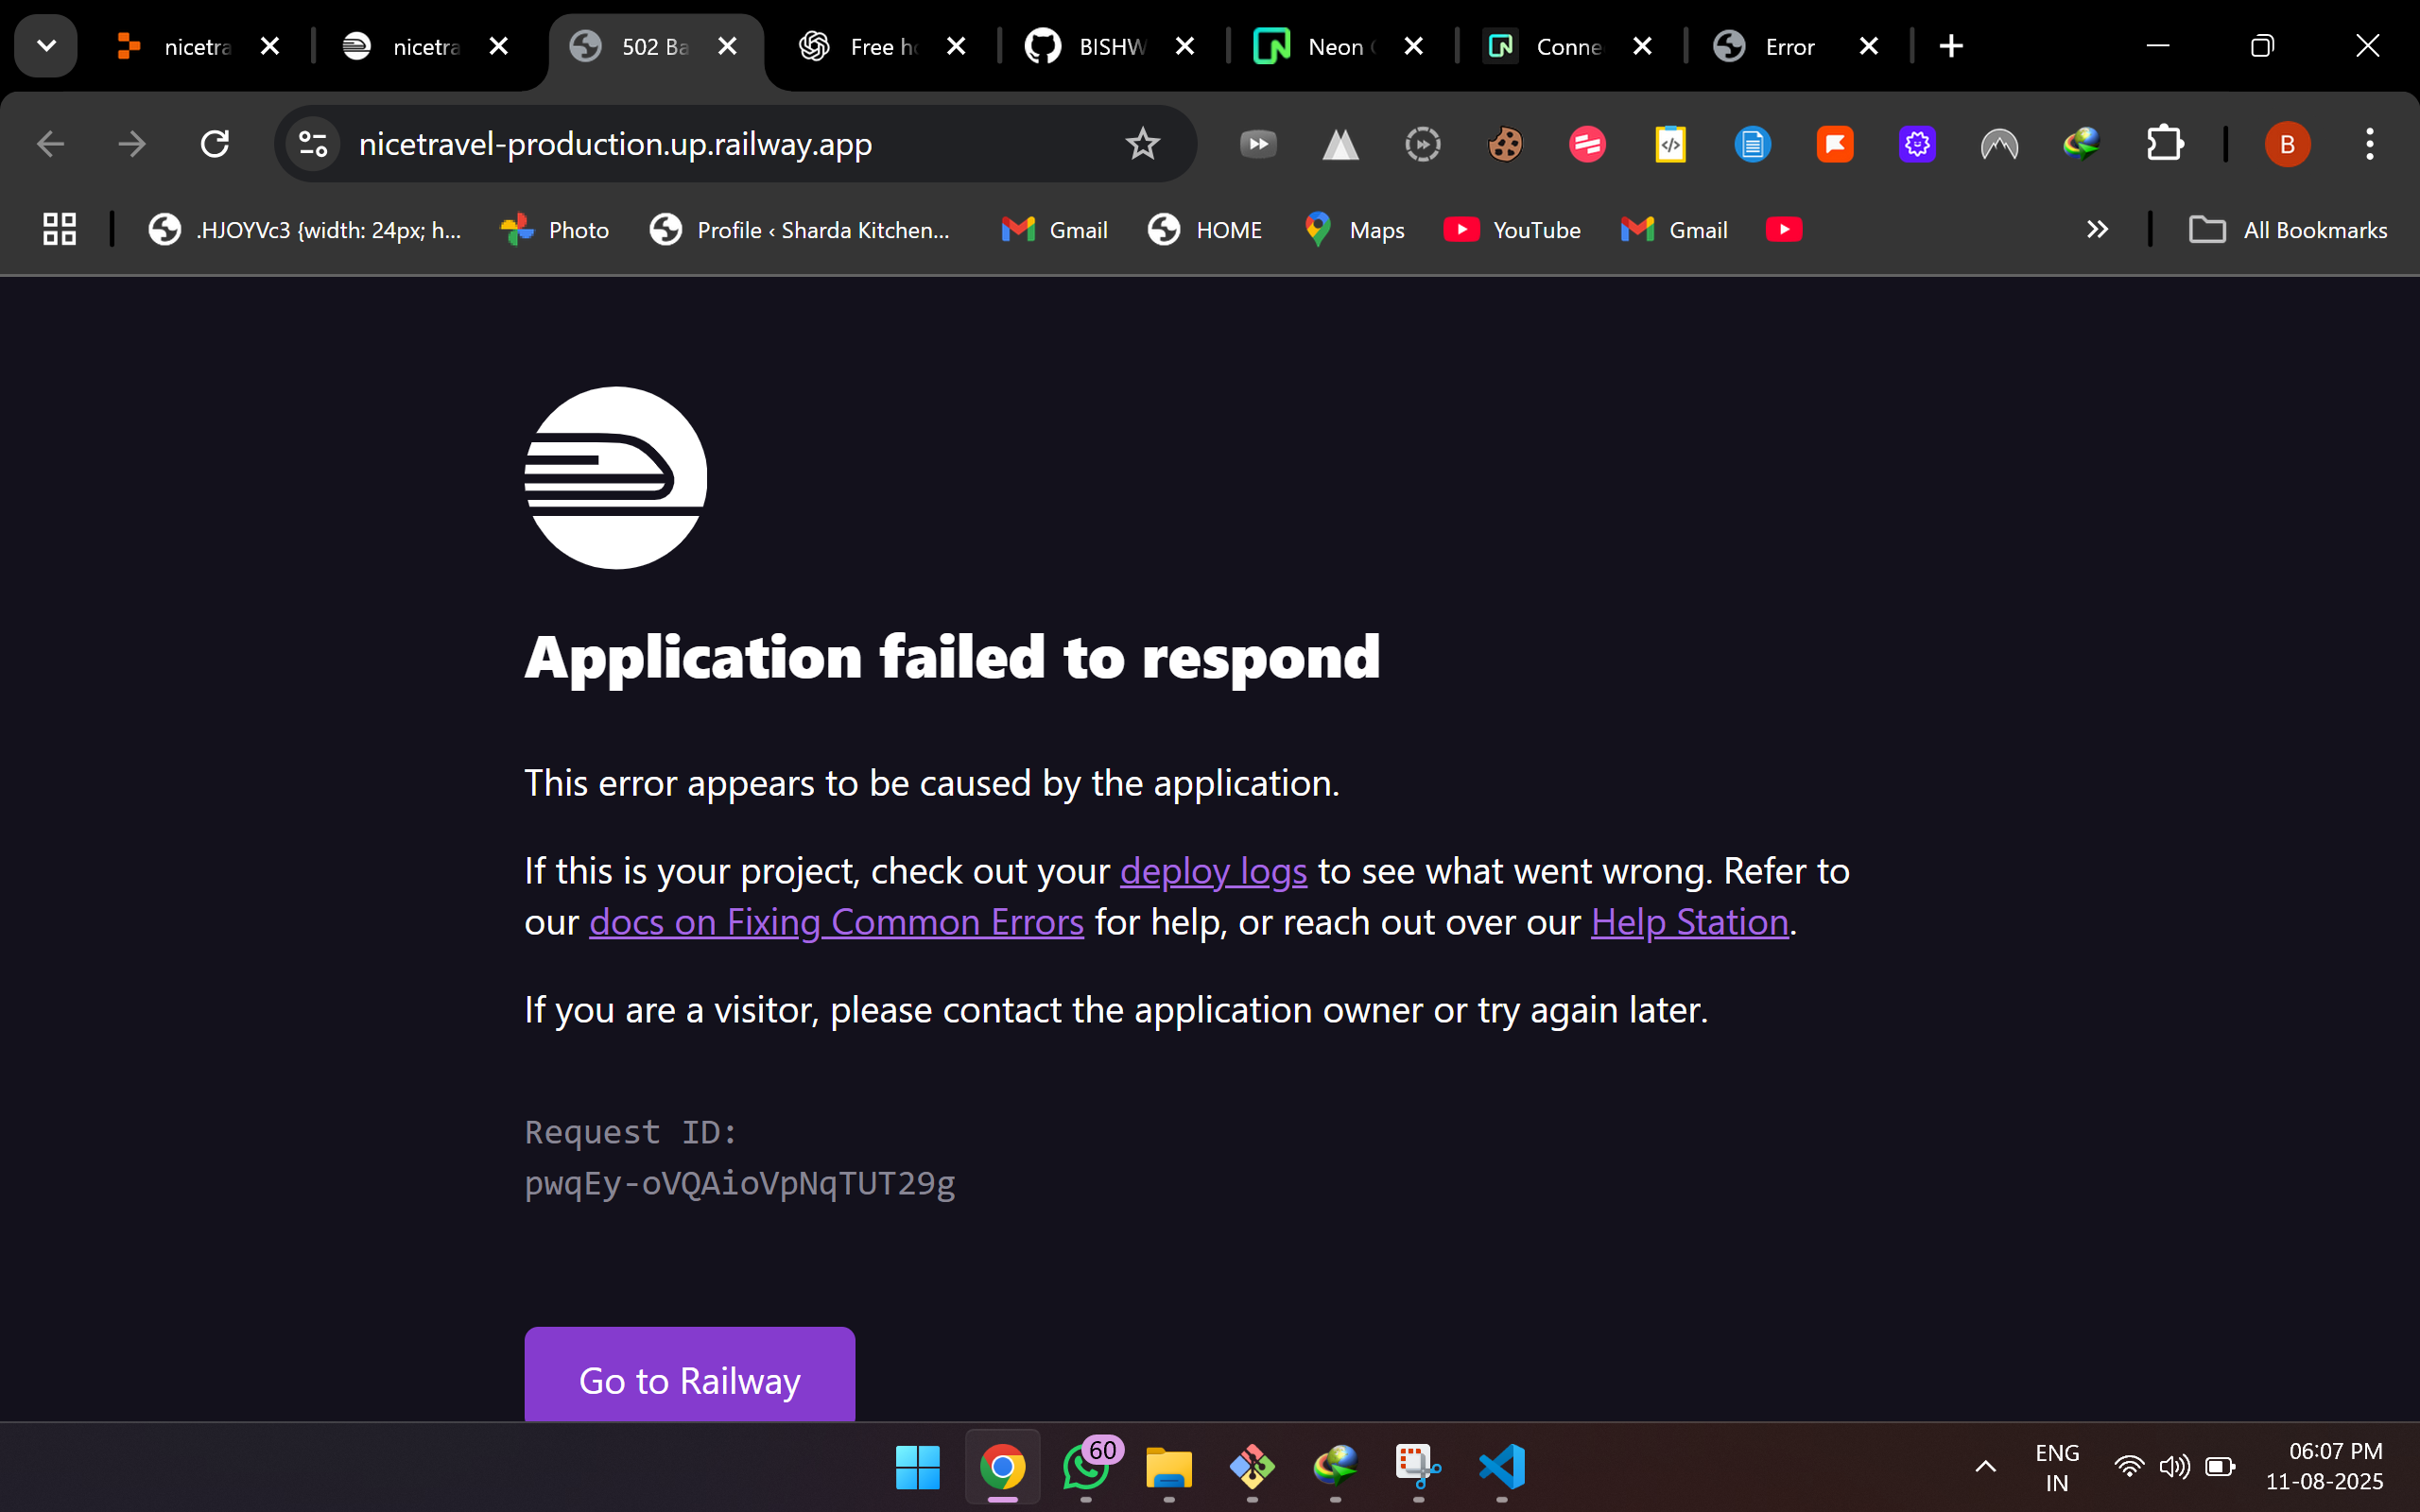 nicetra
nicetra
502 Ba
Free h
BISHW
Neon
Conne
Error
nicetravel-production.up.railway.app
B
.HJOYVc3 {width: 24px; h...
Photo
Profile ‹ Sharda Kitchen...
Gmail
HOME
Maps
YouTube
Gmail
All Bookmarks
Application failed to respond
This error appears to be caused by the application.
If this is your project, check out your deploy logs to see what went wrong. Refer to
our docs on Fixing Common Errors for help, or reach out over our Help Station.
If you are a visitor, please contact the application owner or try again later.
Request ID:
pwqEy-oVQAioVpNqTUT29g
Go to Railway
60
ENG
IN
06:07 PM
11-08-2025